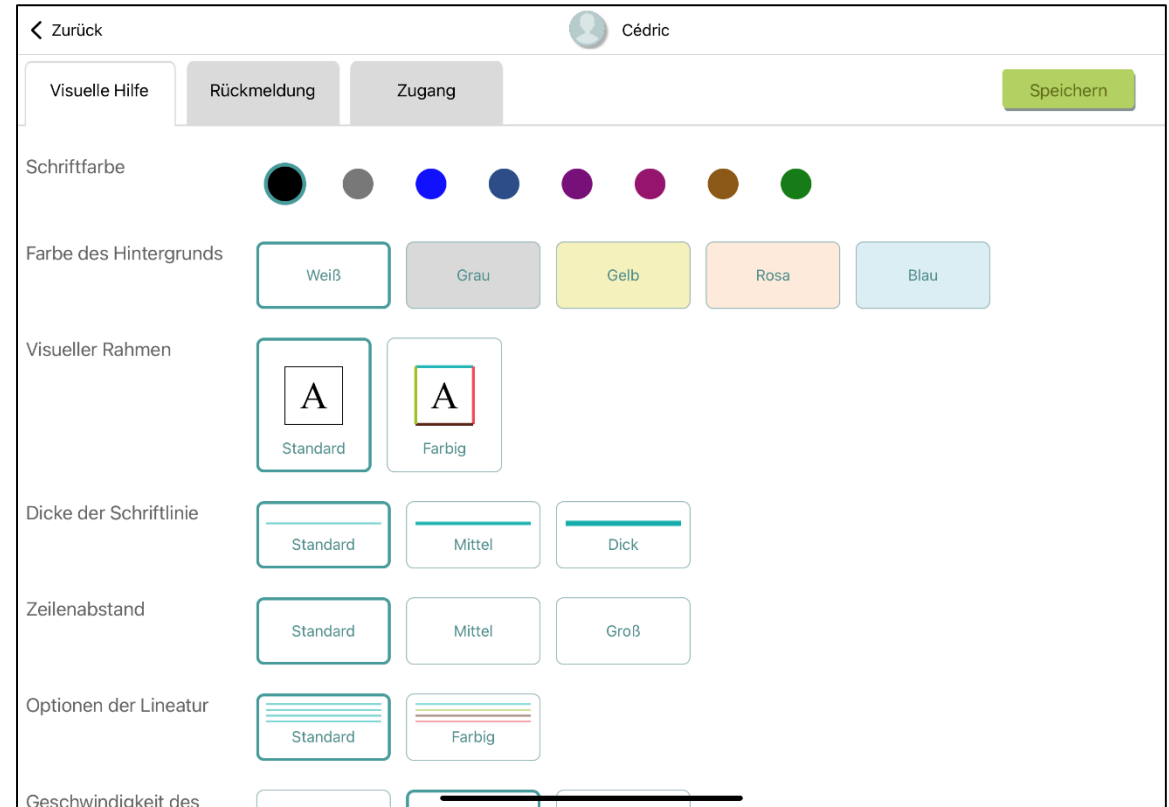 Zurück
Cédric
Visuelle Hilfe Rückmeldung Zugang Speichern
Schriftfarbe
Farbe des Hintergrunds
Weiß Grau Gelb Rosa Blau
Visueller Rahmen
A A
Standard Farbig
Dicke der Schriftlinie
Standard Mittel Dick
Zeilenabstand
Standard Mittel Groß
Optionen der Lineatur
Standard Farbig
Geschwindigkeit des